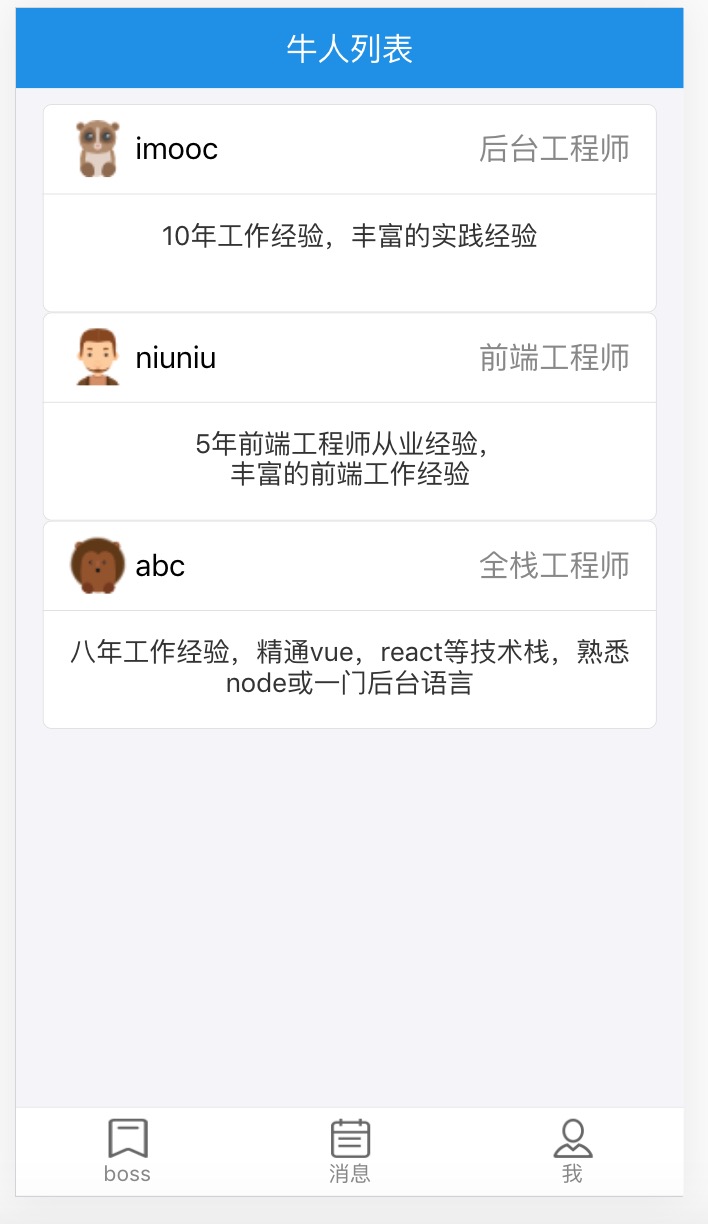 牛人列表
imooc
后台工程师
10年工作经验，丰富的实践经验
niuniu
前端工程师
5年前端工程师从业经验，
丰富的前端工作经验
abc
全栈工程师
八年工作经验，精通vue，react等技术栈，熟悉
node或一门后台语言
boss
消息
我